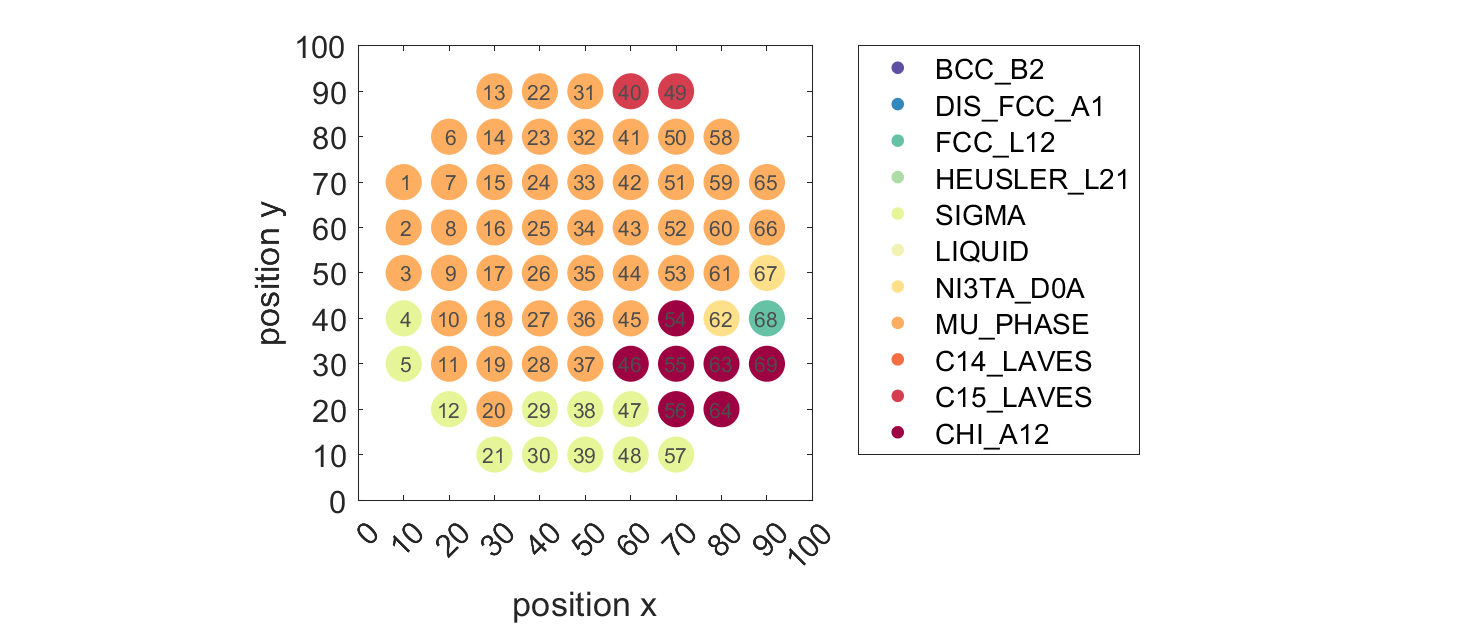 100
90
80
70
60
50
40
30
20
10
0
position y
13 22 31 40 49
6 14 23 32 41 50 58
1 7 15 24 33 42 51 59 65
2 8 16 25 34 43 52 60 66
3 9 17 26 35 44 53 61 67
4 10 18 27 36 45 54 62 68
5 11 19 28 37 46 55 63 69
12 20 29 38 47 56 64
21 30 39 48 57
0 10 20 30 40 50 60 70 80 90 100
position x
BCC_B2
DIS_FCC_A1
FCC_L12
HEUSLER_L21
SIGMA
LIQUID
NI3TA_D0A
MU_PHASE
C14_LAVES
C15_LAVES
CHI_A12